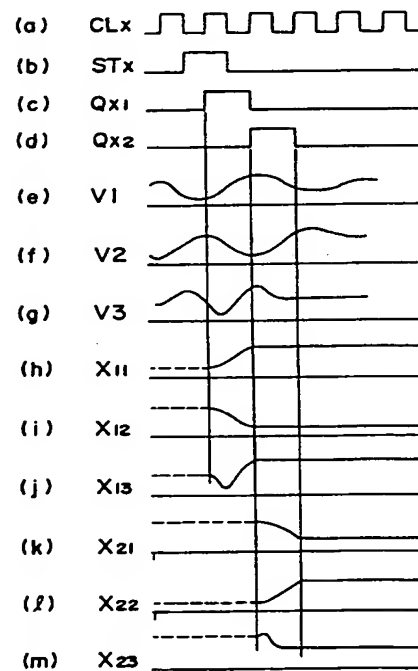 (a) CLx
(b) STx
(c) Qx1
(d) Qx2
(e) V1
(f) V2
(g) V3
(h) X11
(i) X12
(j) X13
(k) X21
(l) X22
(m) X23